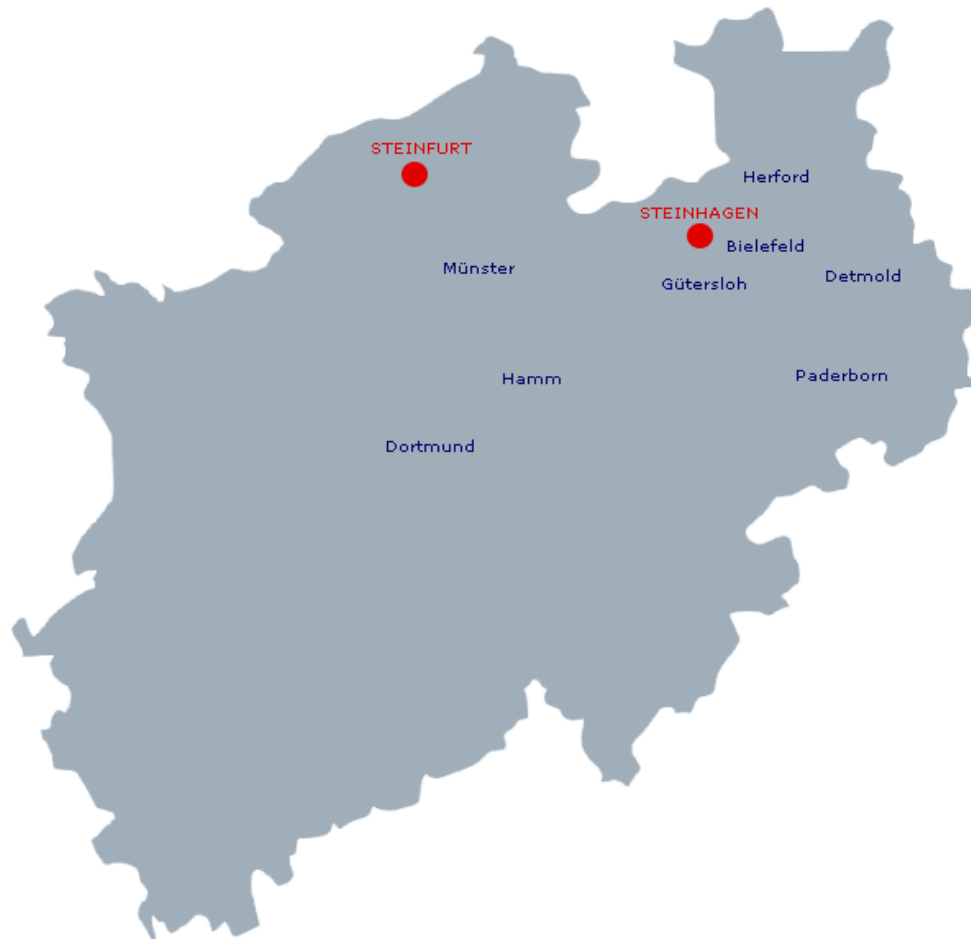 STEINFURT
Herford
STEINHAGEN
Bielefeld
Münster
Detmold
Gütersloh
Paderborn
Hamm
Dortmund